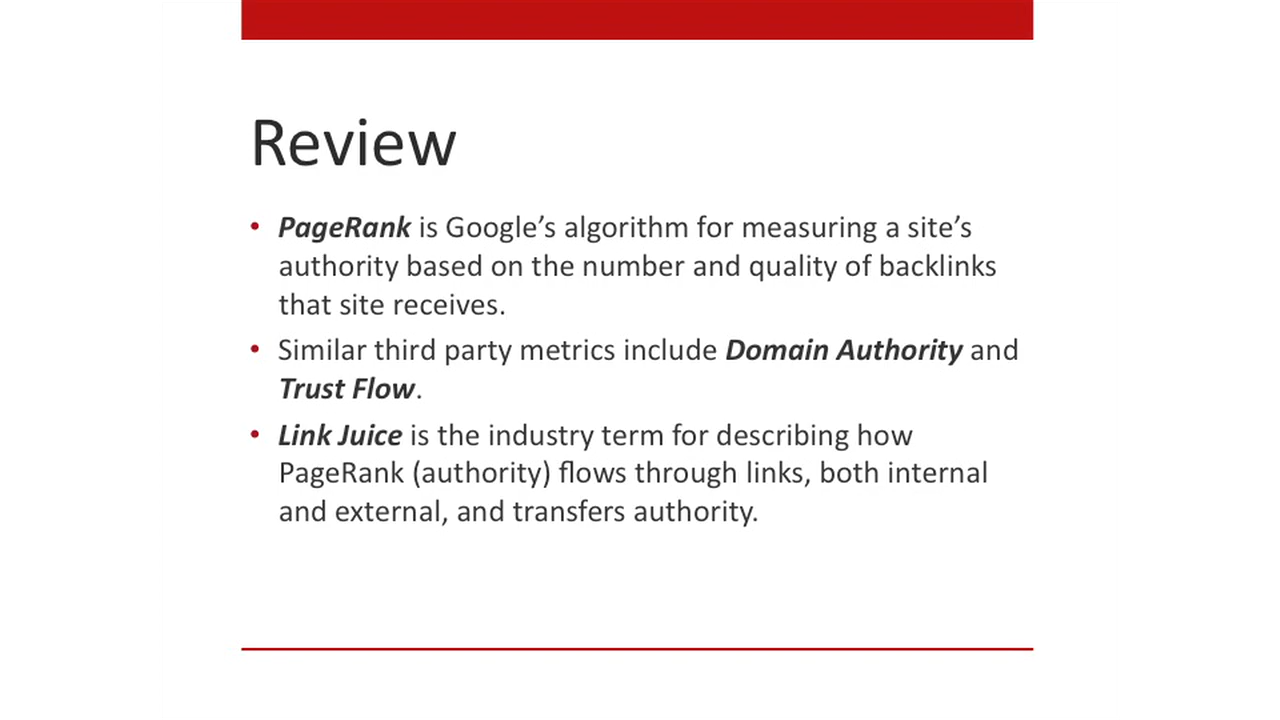 Review
• PageRank is Google’s algorithm for measuring a site’s
authority based on the number and quality of backlinks
that site receives.
• Similar third party metrics include Domain Authority and
Trust Flow.
• Link Juice is the industry term for describing how
PageRank (authority) flows through links, both internal
and external, and transfers authority.